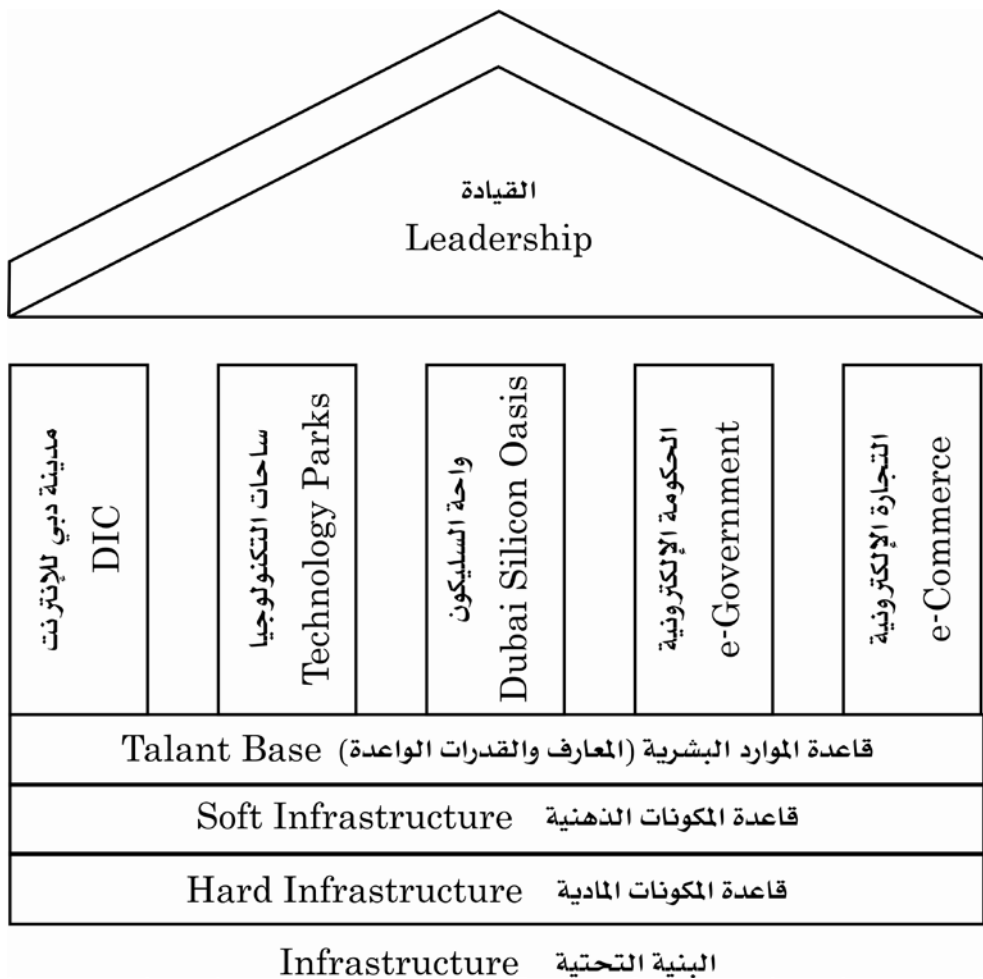 القيادة
Leadership
مدينة دبي للإنترنت
DIC
ساحات التكنولوجيا
Technology Parks
واحة السليكون
Dubai Silicon Oasis
الحكومة الإلكترونية
e-Government
التجارة الإلكترونية
e-Commerce
Talant Base قاعدة الموارد البشرية (المعارف والقدرات الواعدة)
Soft Infrastructure قاعدة المكونات الذهنية
Hard Infrastructure قاعدة المكونات المادية
Infrastructure البنية التحتية